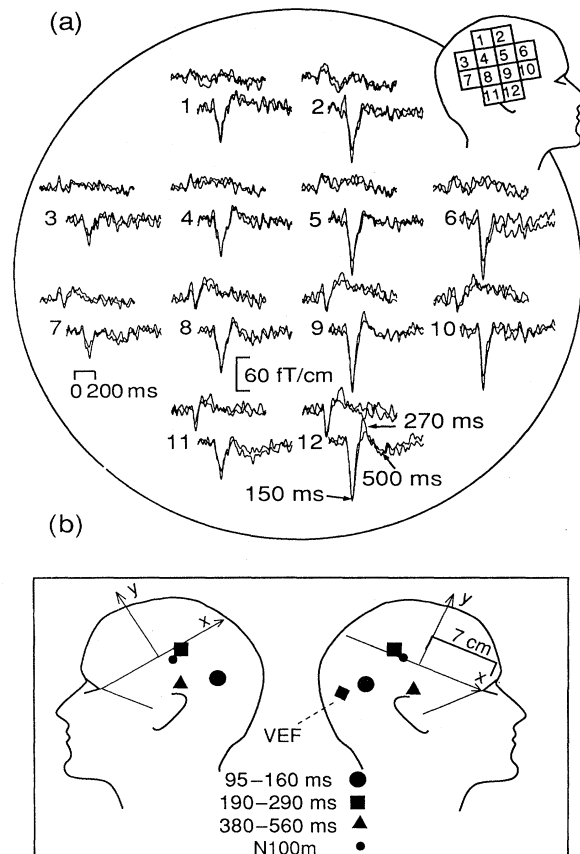 (a)
1 2
3 4 5 6
7 8 9 10
11 12
1 2
3 4 5 6
7 8 9 10
0 200 ms
60 fT/cm
11 12
270 ms
500 ms
150 ms
(b)
y
x
y
7 cm
x
VEF
95–160 ms
190–290 ms
380–560 ms
N100m